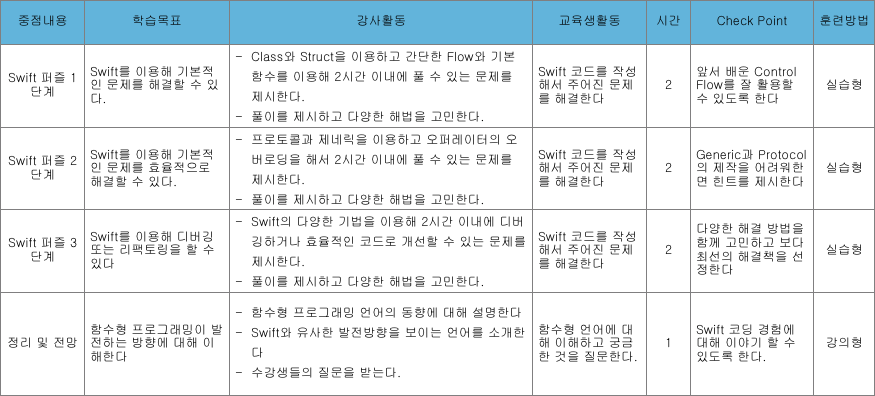 중점내용 학습목표 강사활동 교육생활동 시간 Check Point 훈련방법
Swift 퍼즐 1
단계
Swift를 이용해 기본적
인 문제를 해결할 수 있
다.
- Class와 Struct을 이용하고 간단한 Flow와 기본
함수를 이용해 2시간 이내에 풀 수 있는 문제를
제시한다.
- 풀이를 제시하고 다양한 해법을 고민한다.
Swift 코드를 작성
해서 주어진 문제
를 해결한다
2
앞서 배운 Control
Flow를 잘 활용할
수 있도록 한다
실습형
Swift 퍼즐 2
단계
Swift를 이용해 기본적
인 문제를 효율적으로
해결할 수 있다.
- 프로토콜과 제네릭을 이용하고 오퍼레이터의 오
버로딩을 해서 2시간 이내에 풀 수 있는 문제를
제시한다.
- 풀이를 제시하고 다양한 해법을 고민한다.
Swift 코드를 작성
해서 주어진 문제
를 해결한다
2
Generic과 Protocol
의 제작을 어려워한
면 힌트를 제시한다
실습형
Swift 퍼즐 3
단계
Swift를 이용해 디버깅
또는 리팩토링을 할 수
있다
- Swift의 다양한 기법을 이용해 2시간 이내에 디버
깅하거나 효율적인 코드로 개선할 수 있는 문제를
제시한다.
- 풀이를 제시하고 다양한 해법을 고민한다.
Swift 코드를 작성
해서 주어진 문제
를 해결한다
2
다양한 해결 방법을
함께 고민하고 보다
최선의 해결책을 선
정한다
실습형
정리 및 전망
함수형 프로그래밍이 발
전하는 방향에 대해 이
해한다
- 함수형 프로그래밍 언어의 동향에 대해 설명한다
- Swift와 유사한 발전방향을 보이는 언어를 소개한
다
- 수강생들의 질문을 받는다.
함수형 언어에 대
해 이해하고 궁금
한 것을 질문한다.
1
Swift 코딩 경험에
대해 이야기 할 수
있도록 한다.
강의형